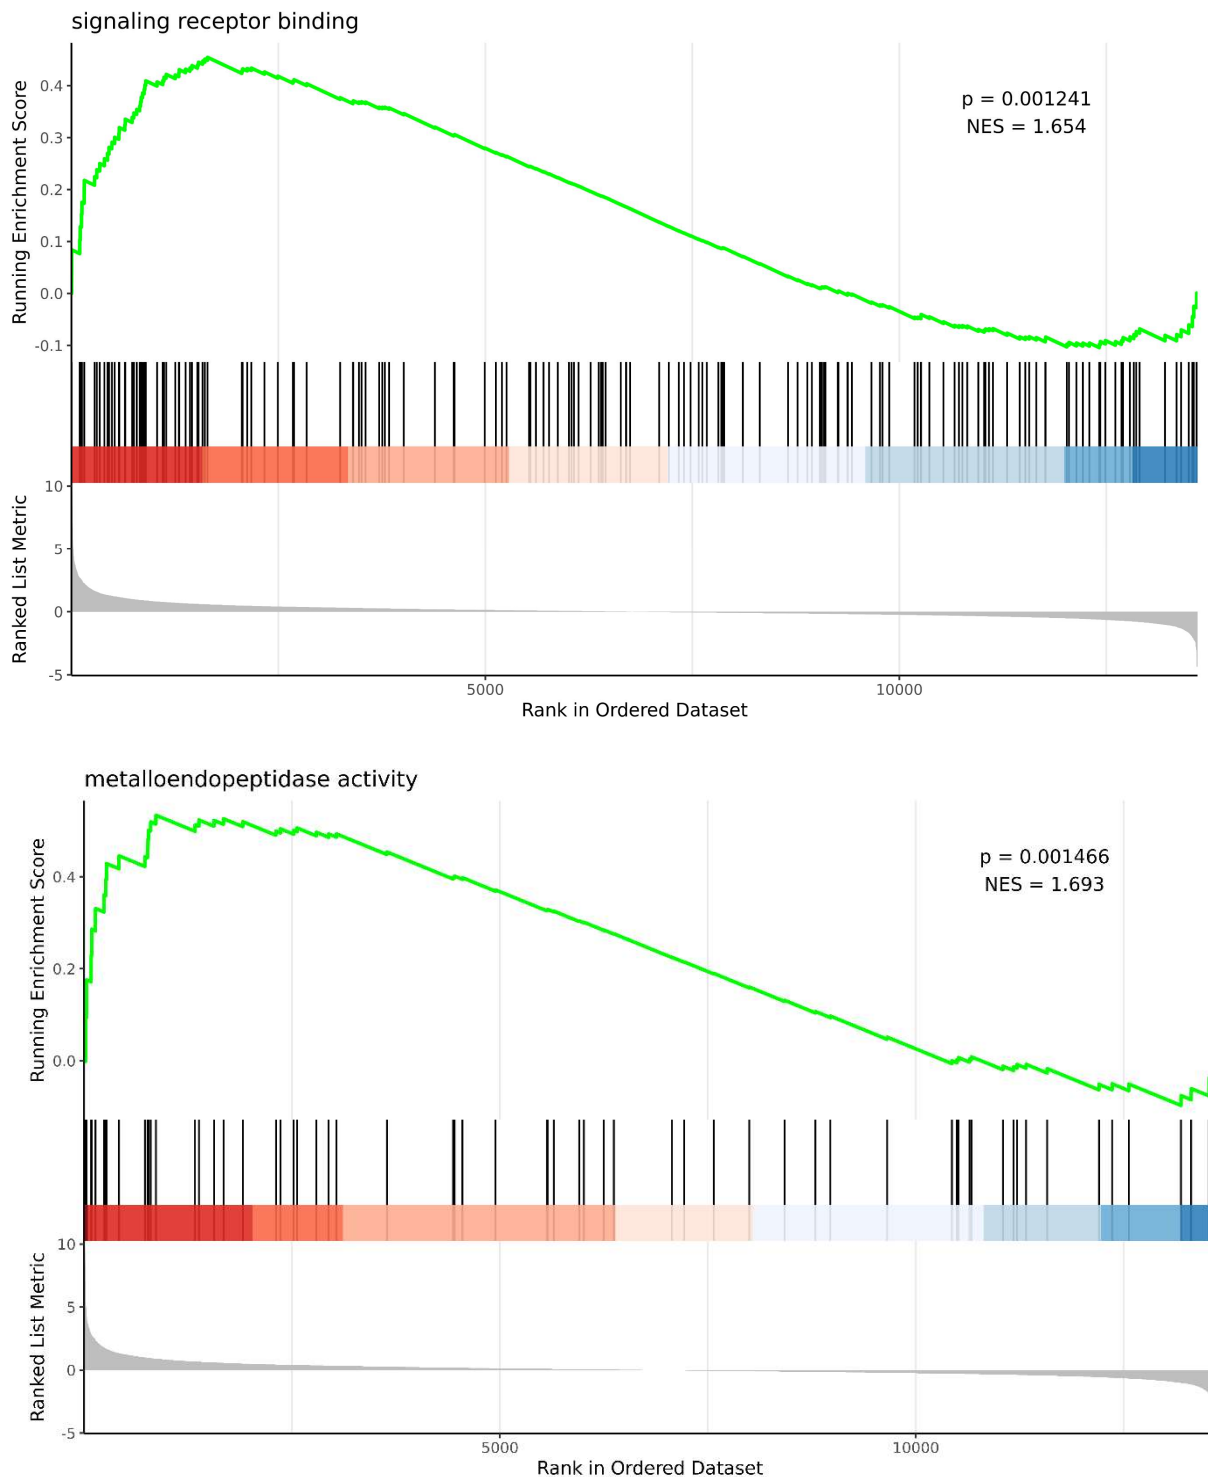 signaling receptor binding
Running Enrichment Score
0.4
0.3
0.2
0.1
0.0
-0.1
p = 0.001241
NES = 1.654
Ranked List Metric
10
5
0
-5
5000
10000
Rank in Ordered Dataset
metalloendopeptidase activity
Running Enrichment Score
0.4
0.2
0.0
p = 0.001466
NES = 1.693
Ranked List Metric
10
5
0
-5
5000
10000
Rank in Ordered Dataset